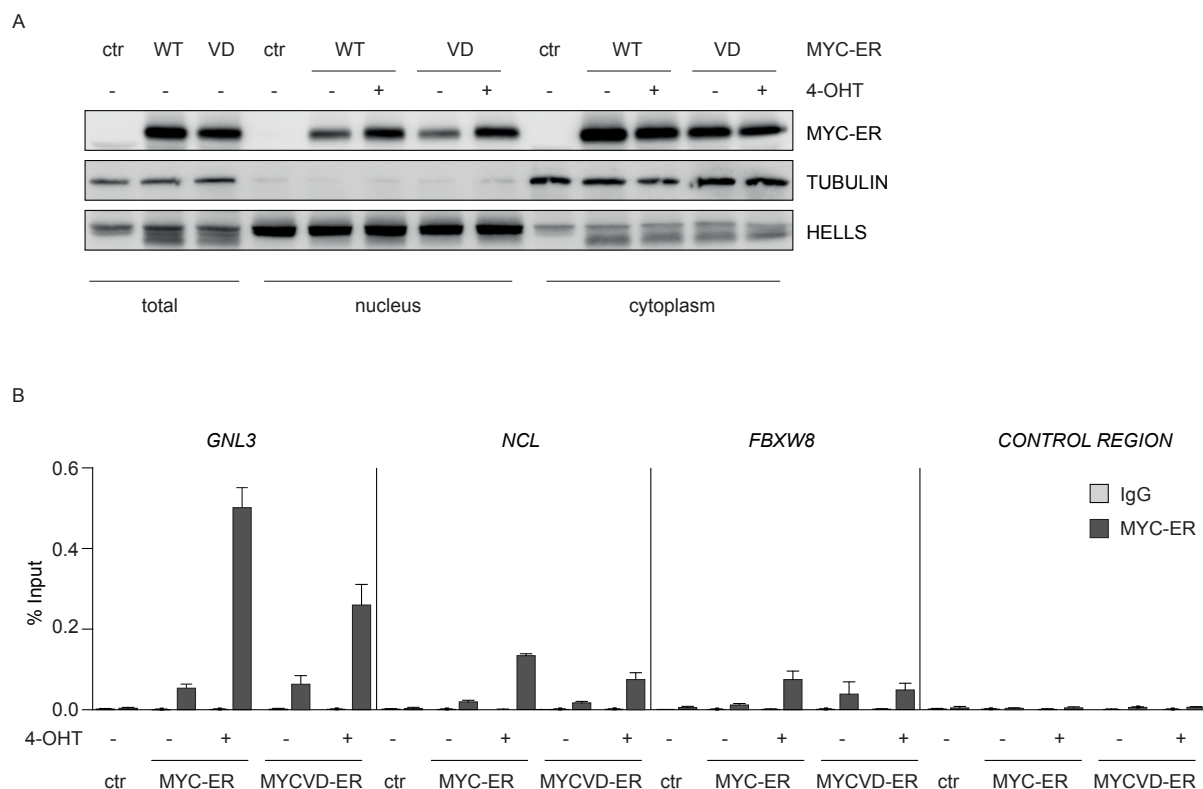 A
ctr WT VD ctr WT VD ctr WT VD MYC-ER
- - - - - + - + - - + - + 4-OHT
MYC-ER
TUBULIN
HELLS
total nucleus cytoplasm
B
GNL3 NCL FBXW8 CONTROL REGION
0.6
IgG
MYC-ER
0.4
% Input
0.2
0.0
4-OHT - - + - + - - + - + - - + - + - - + - +
ctr MYC-ER MYCVD-ER ctr MYC-ER MYCVD-ER ctr MYC-ER MYCVD-ER ctr MYC-ER MYCVD-ER